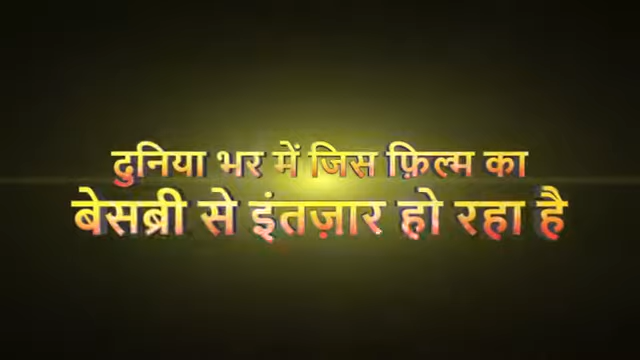 दुनिया भर में जिस फ़िल्म का
बेसब्री से इंतज़ार हो रहा है